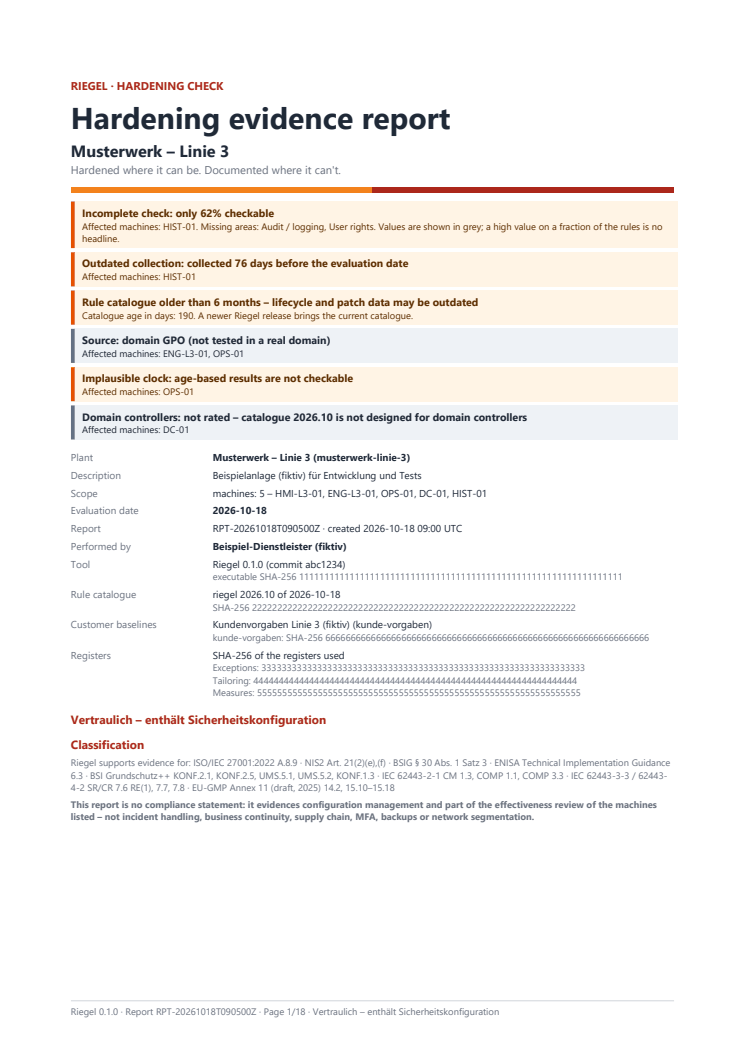 RIEGEL · HARDENING CHECK
Hardening evidence report
Musterwerk – Linie 3
Hardened where it can be. Documented where it can't.
Incomplete check: only 62% checkable
Affected machines: HIST-01. Missing areas: Audit / logging, User rights. Values are shown in grey; a high value on a fraction of the rules is no
headline.
Outdated collection: collected 76 days before the evaluation date
Affected machines: HIST-01
Rule catalogue older than 6 months – lifecycle and patch data may be outdated
Catalogue age in days: 190. A newer Riegel release brings the current catalogue.
Source: domain GPO (not tested in a real domain)
Affected machines: ENG-L3-01, OPS-01
Implausible clock: age-based results are not checkable
Affected machines: OPS-01
Domain controllers: not rated – catalogue 2026.10 is not designed for domain controllers
Affected machines: DC-01
Plant Musterwerk – Linie 3 (musterwerk-linie-3)
Description Beispielanlage (fiktiv) für Entwicklung und Tests
Scope machines: 5 – HMI-L3-01, ENG-L3-01, OPS-01, DC-01, HIST-01
Evaluation date 2026-10-18
Report RPT-20261018T090500Z · created 2026-10-18 09:00 UTC
Performed by Beispiel-Dienstleister (fiktiv)
Tool Riegel 0.1.0 (commit abc1234)
executable SHA-256 1111111111111111111111111111111111111111111111111111111111111111
Rule catalogue riegel 2026.10 of 2026-10-18
SHA-256 2222222222222222222222222222222222222222222222222222222222222222
Customer baselines Kundenvorgaben Linie 3 (fiktiv) (kunde-vorgaben)
kunde-vorgaben: SHA-256 6666666666666666666666666666666666666666666666666666666666666666
Registers SHA-256 of the registers used
Exceptions: 3333333333333333333333333333333333333333333333333333333333333333
Tailoring: 4444444444444444444444444444444444444444444444444444444444444444
Measures: 5555555555555555555555555555555555555555555555555555555555555555
Vertraulich – enthält Sicherheitskonfiguration
Classification
Riegel supports evidence for: ISO/IEC 27001:2022 A.8.9 · NIS2 Art. 21(2)(e),(f) · BSIG § 30 Abs. 1 Satz 3 · ENISA Technical Implementation Guidance
6.3 · BSI Grundschutz++ KONF.2.1, KONF.2.5, UMS.5.1, UMS.5.2, KONF.1.3 · IEC 62443-2-1 CM 1.3, COMP 1.1, COMP 3.3 · IEC 62443-3-3 / 62443-
4-2 SR/CR 7.6 RE(1), 7.7, 7.8 · EU-GMP Annex 11 (draft, 2025) 14.2, 15.10–15.18
This report is no compliance statement: it evidences configuration management and part of the effectiveness review of the machines
listed – not incident handling, business continuity, supply chain, MFA, backups or network segmentation.
Riegel 0.1.0 · Report RPT-20261018T090500Z · Page 1/18 · Vertraulich – enthält Sicherheitskonfiguration